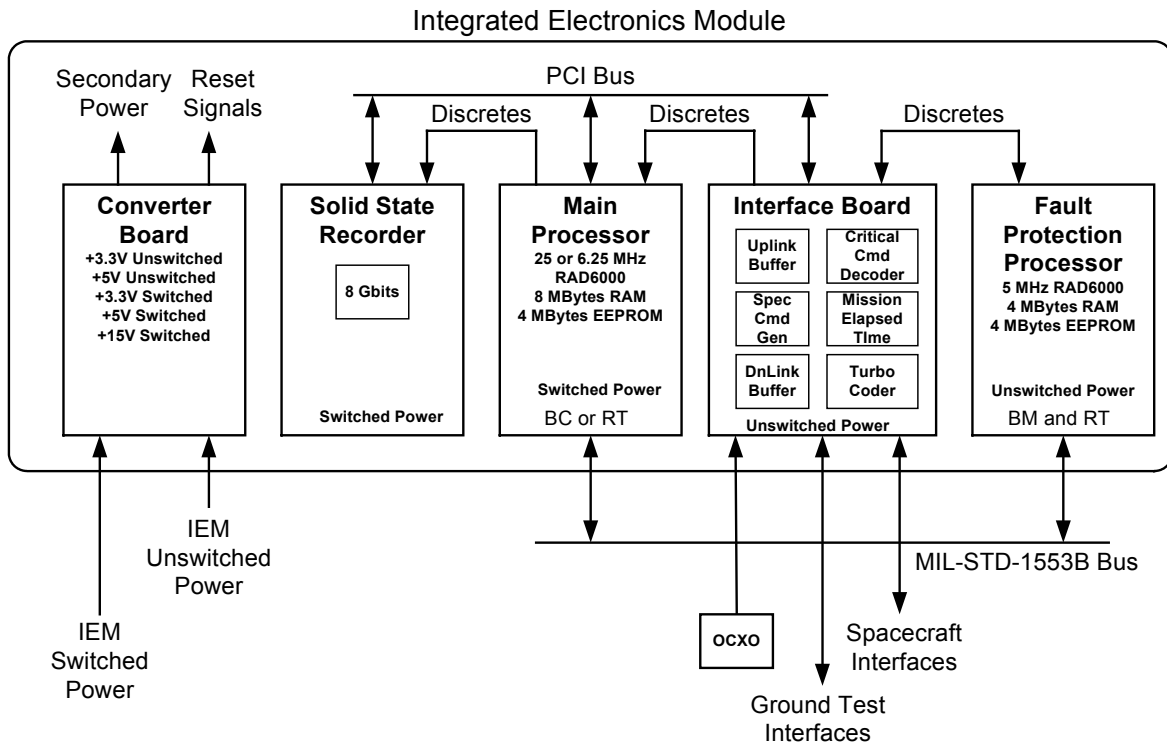 Integrated Electronics Module
Secondary
Power
Reset
Signals
PCI Bus
Discretes
Discretes
Discretes
Converter
Board
+3.3V Unswitched
+5V Unswitched
+3.3V Switched
+5V Switched
+15V Switched
Solid State
Recorder
8 Gbits
Switched Power
Main
Processor
25 or 6.25 MHz
RAD6000
8 MBytes RAM
4 MBytes EEPROM
Switched Power
BC or RT
Interface Board
Uplink
Buffer
Critical
Cmd
Decoder
Spec
Cmd
Gen
Mission
Elapsed
TIme
DnLink
Buffer
Turbo
Coder
Unswitched Power
Fault
Protection
Processor
5 MHz RAD6000
4 MBytes RAM
4 MBytes EEPROM
Unswitched Power
BM and RT
IEM
Unswitched
Power
IEM
Switched
Power
MIL-STD-1553B Bus
OCXO
Spacecraft
Interfaces
Ground Test
Interfaces